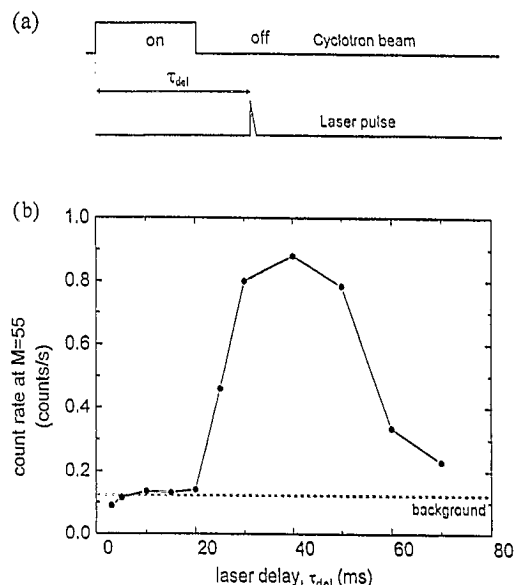 (a)
on off Cyclotron beam
τdel
Laser pulse
(b)
1.0
0.8
0.6
0.4
0.2
0.0
count rate at M=55
(counts/s)
background
0 20 40 60 80
laser delay, τdel (ms)